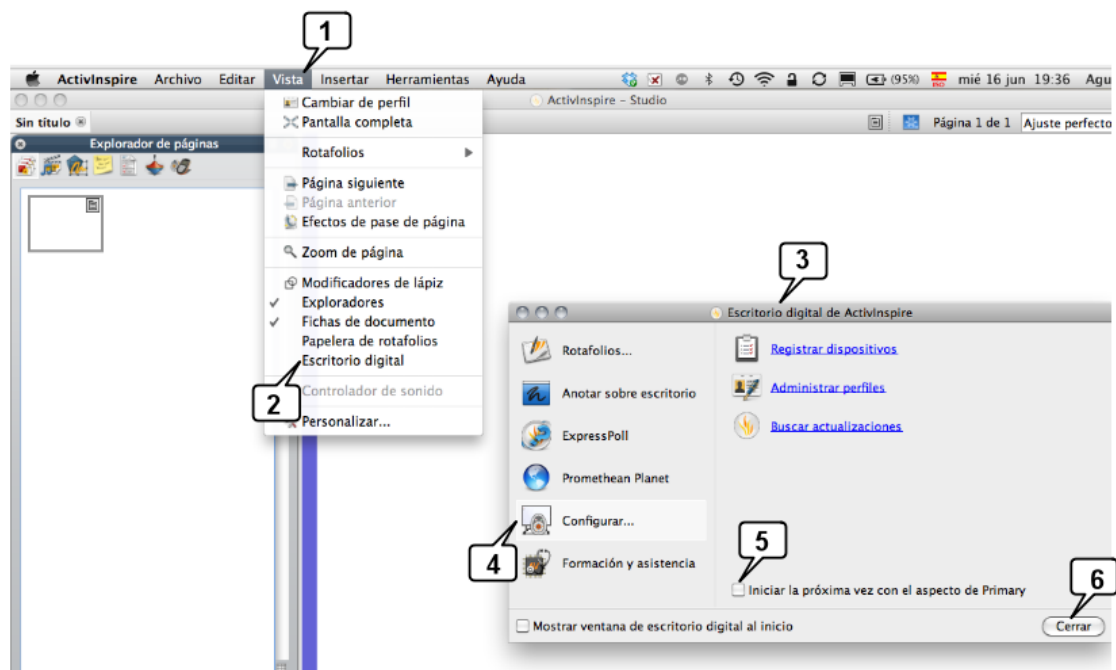 1
ActivInspire Archivo Editar Vista Insertar Herramientas Ayuda (95%) mié 16 jun 19:36 Agu
ActivInspire – Studio
Sin título Página 1 de 1 Ajuste perfecto
Explorador de páginas
Cambiar de perfil
Pantalla completa
Rotafolios
Página siguiente
Página anterior
Efectos de pase de página
Zoom de página
Modificadores de lápiz
Exploradores
Fichas de documento
Papelera de rotafolios
Escritorio digital
2
Controlador de sonido
Personalizar...
3
Escritorio digital de ActivInspire
Rotafolios...
Anotar sobre escritorio
ExpressPoll
Promethean Planet
Configurar...
4
Formación y asistencia
Registrar dispositivos
Administrar perfiles
Buscar actualizaciones
5
Iniciar la próxima vez con el aspecto de Primary
6
Mostrar ventana de escritorio digital al inicio
Cerrar